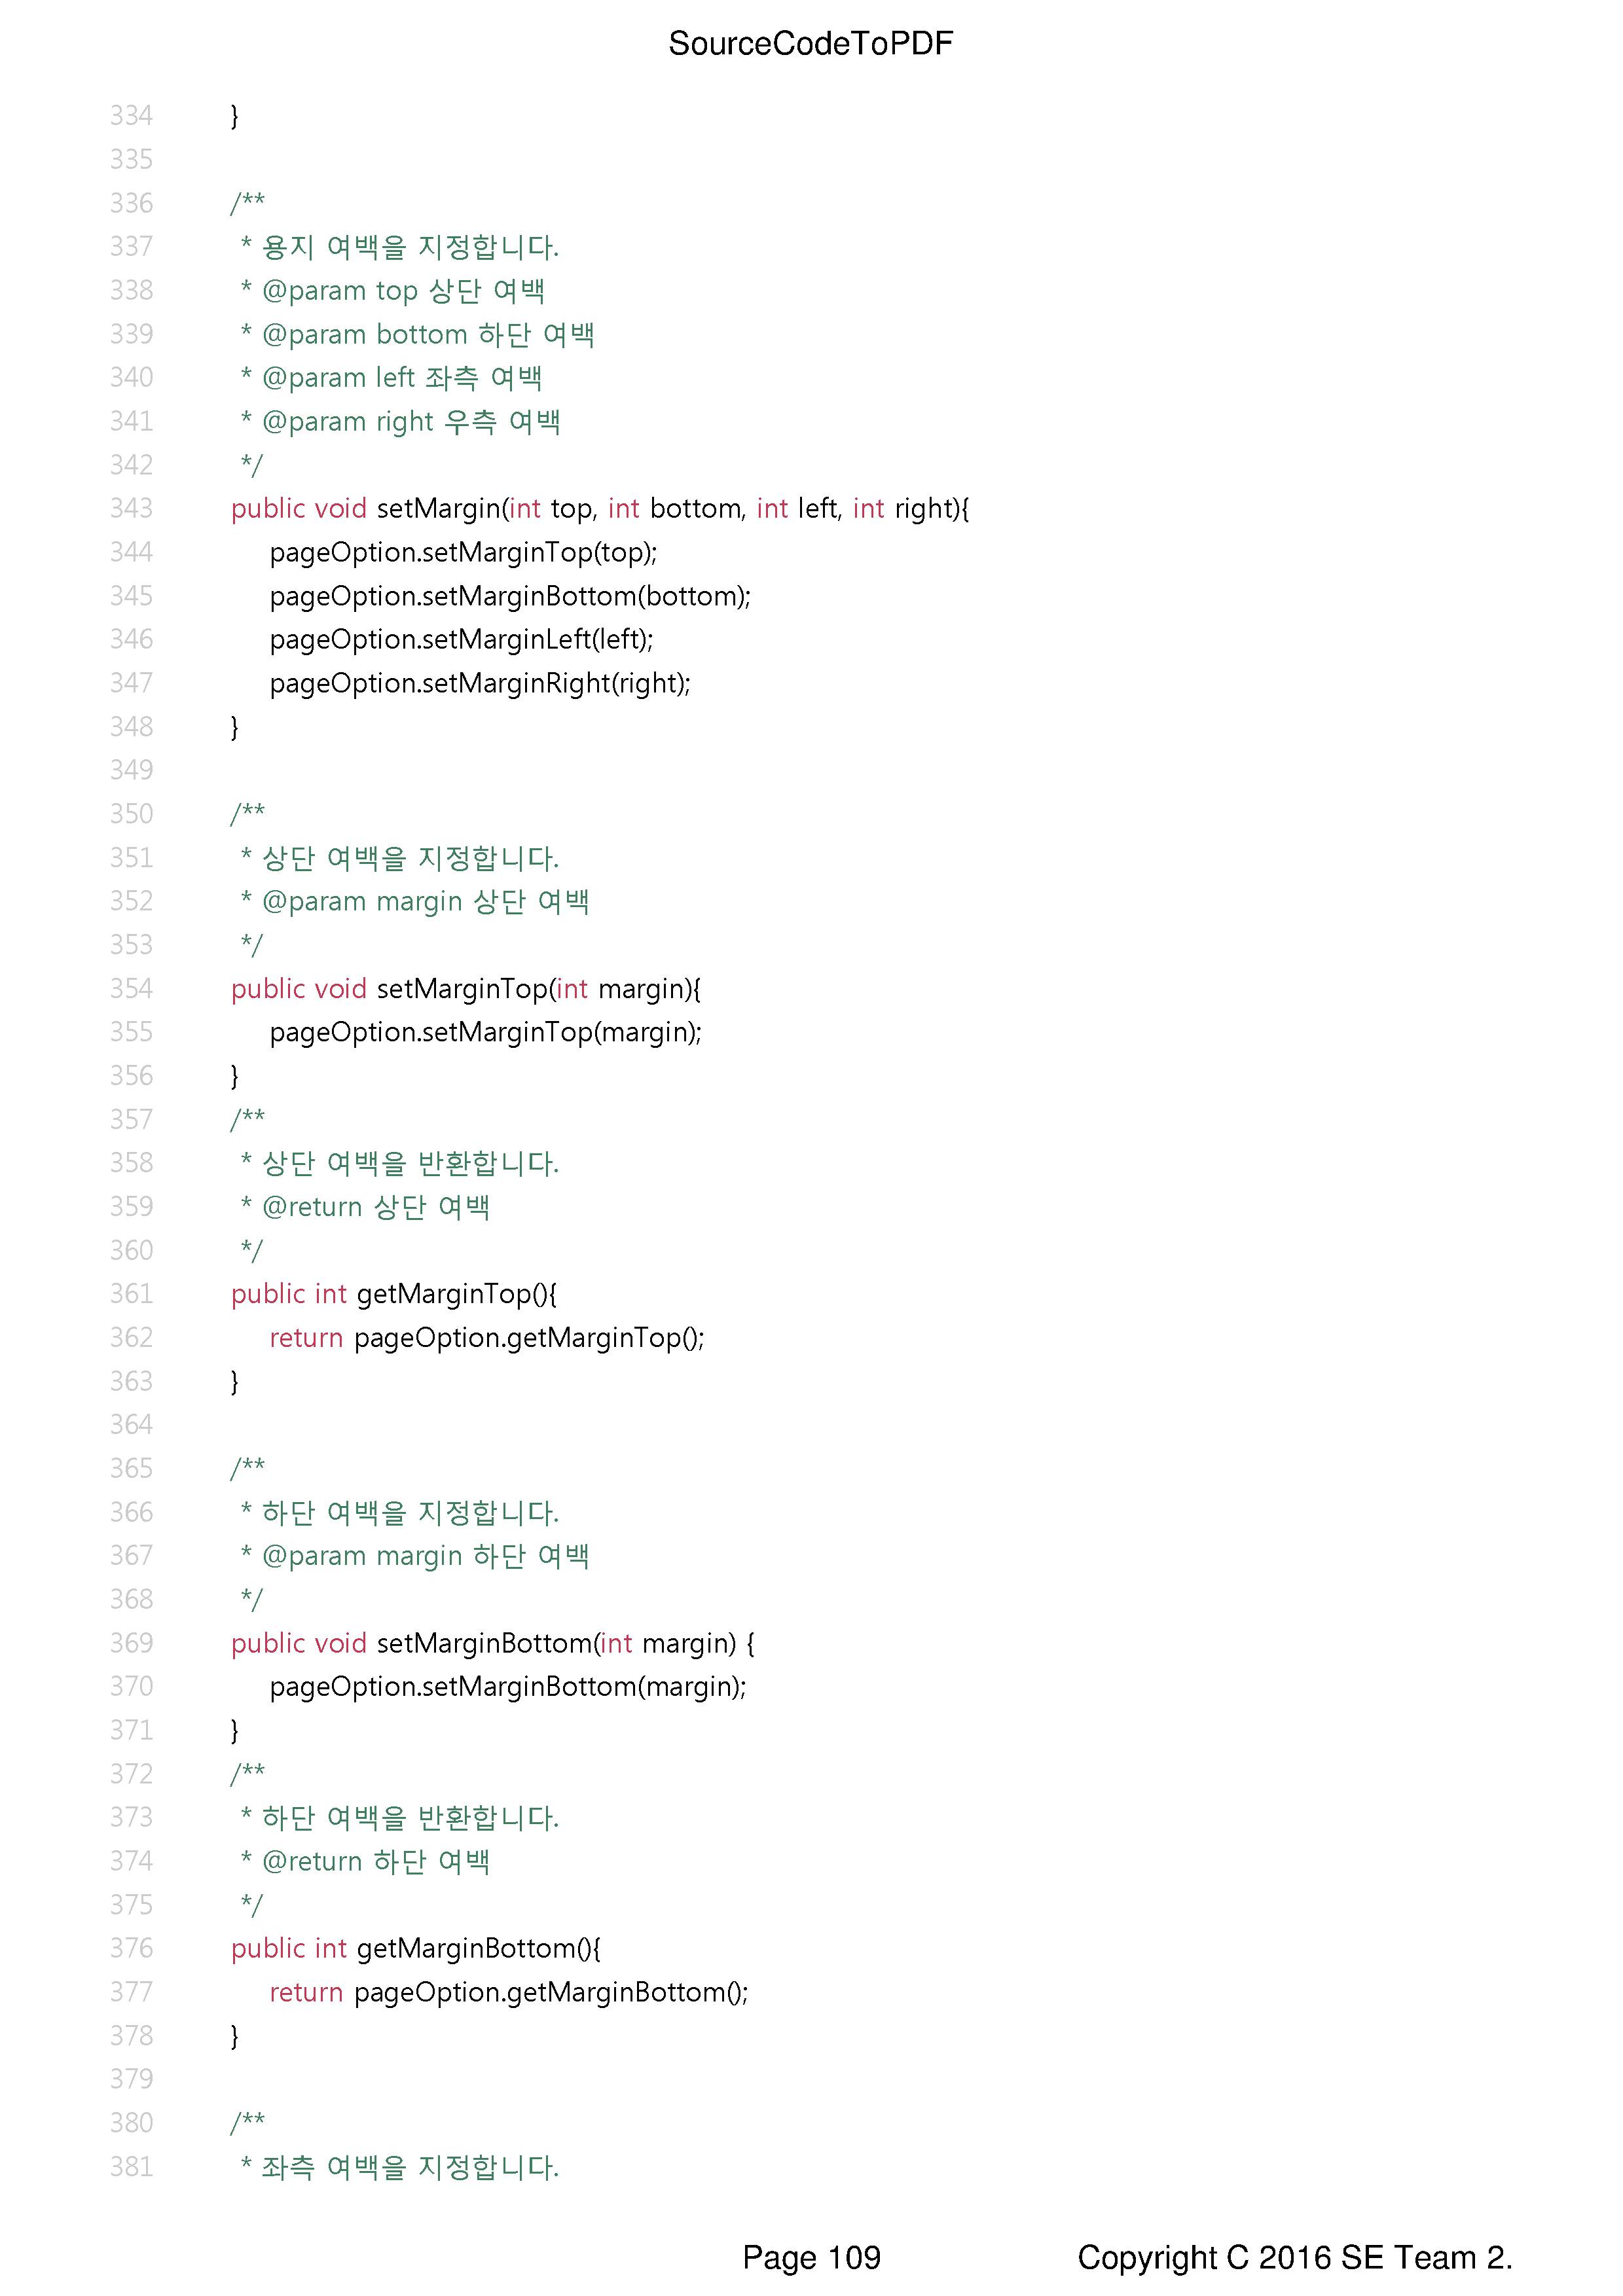 SourceCodeToPDF
334 }
335
336 /**
337 * 용지 여백을 지정합니다.
338 * @param top 상단 여백
339 * @param bottom 하단 여백
340 * @param left 좌측 여백
341 * @param right 우측 여백
342 */
343 public void setMargin(int top, int bottom, int left, int right){
344 pageOption.setMarginTop(top);
345 pageOption.setMarginBottom(bottom);
346 pageOption.setMarginLeft(left);
347 pageOption.setMarginRight(right);
348 }
349
350 /**
351 * 상단 여백을 지정합니다.
352 * @param margin 상단 여백
353 */
354 public void setMarginTop(int margin){
355 pageOption.setMarginTop(margin);
356 }
357 /**
358 * 상단 여백을 반환합니다.
359 * @return 상단 여백
360 */
361 public int getMarginTop(){
362 return pageOption.getMarginTop();
363 }
364
365 /**
366 * 하단 여백을 지정합니다.
367 * @param margin 하단 여백
368 */
369 public void setMarginBottom(int margin) {
370 pageOption.setMarginBottom(margin);
371 }
372 /**
373 * 하단 여백을 반환합니다.
374 * @return 하단 여백
375 */
376 public int getMarginBottom(){
377 return pageOption.getMarginBottom();
378 }
379
380 /**
381 * 좌측 여백을 지정합니다.
Page 109 Copyright C 2016 SE Team 2.